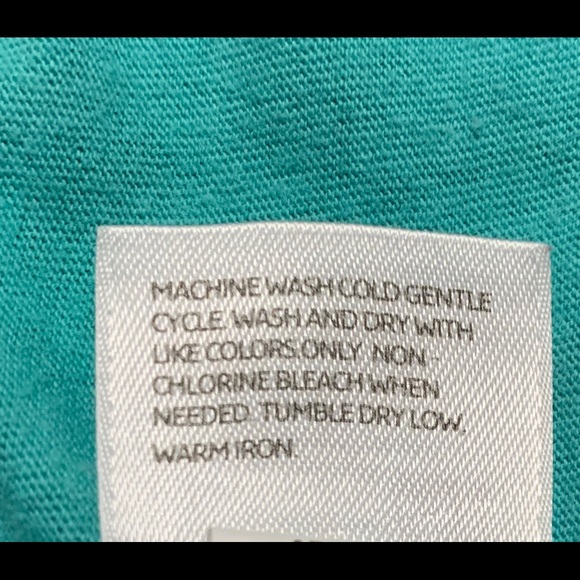 MACHINE WASH COLD GENTLE
CYCLE. WASH AND DRY WITH
LIKE COLORS ONLY. NON-
CHLORINE BLEACH WHEN
NEEDED. TUMBLE DRY LOW.
WARM IRON.